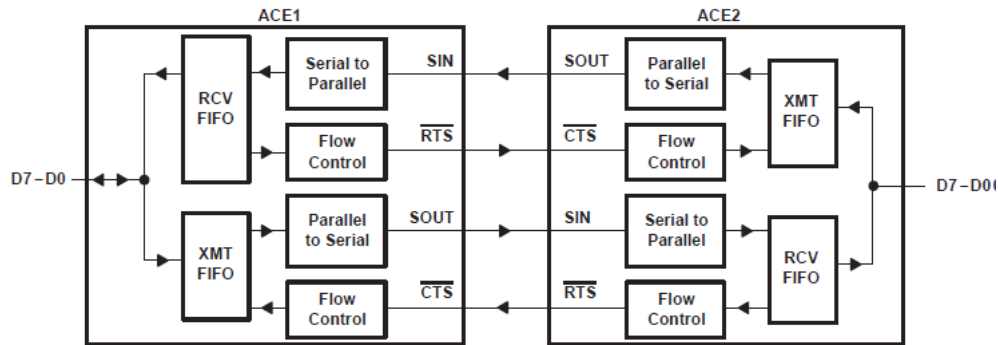 ACE1
ACE2
Serial to
Parallel
SIN
SOUT
Parallel
to Serial
RCV
FIFO
XMT
FIFO
Flow
Control
RTS
CTS
Flow
Control
D7–D0
D7–D00
Parallel
to Serial
SOUT
SIN
Serial to
Parallel
XMT
FIFO
RCV
FIFO
Flow
Control
CTS
RTS
Flow
Control